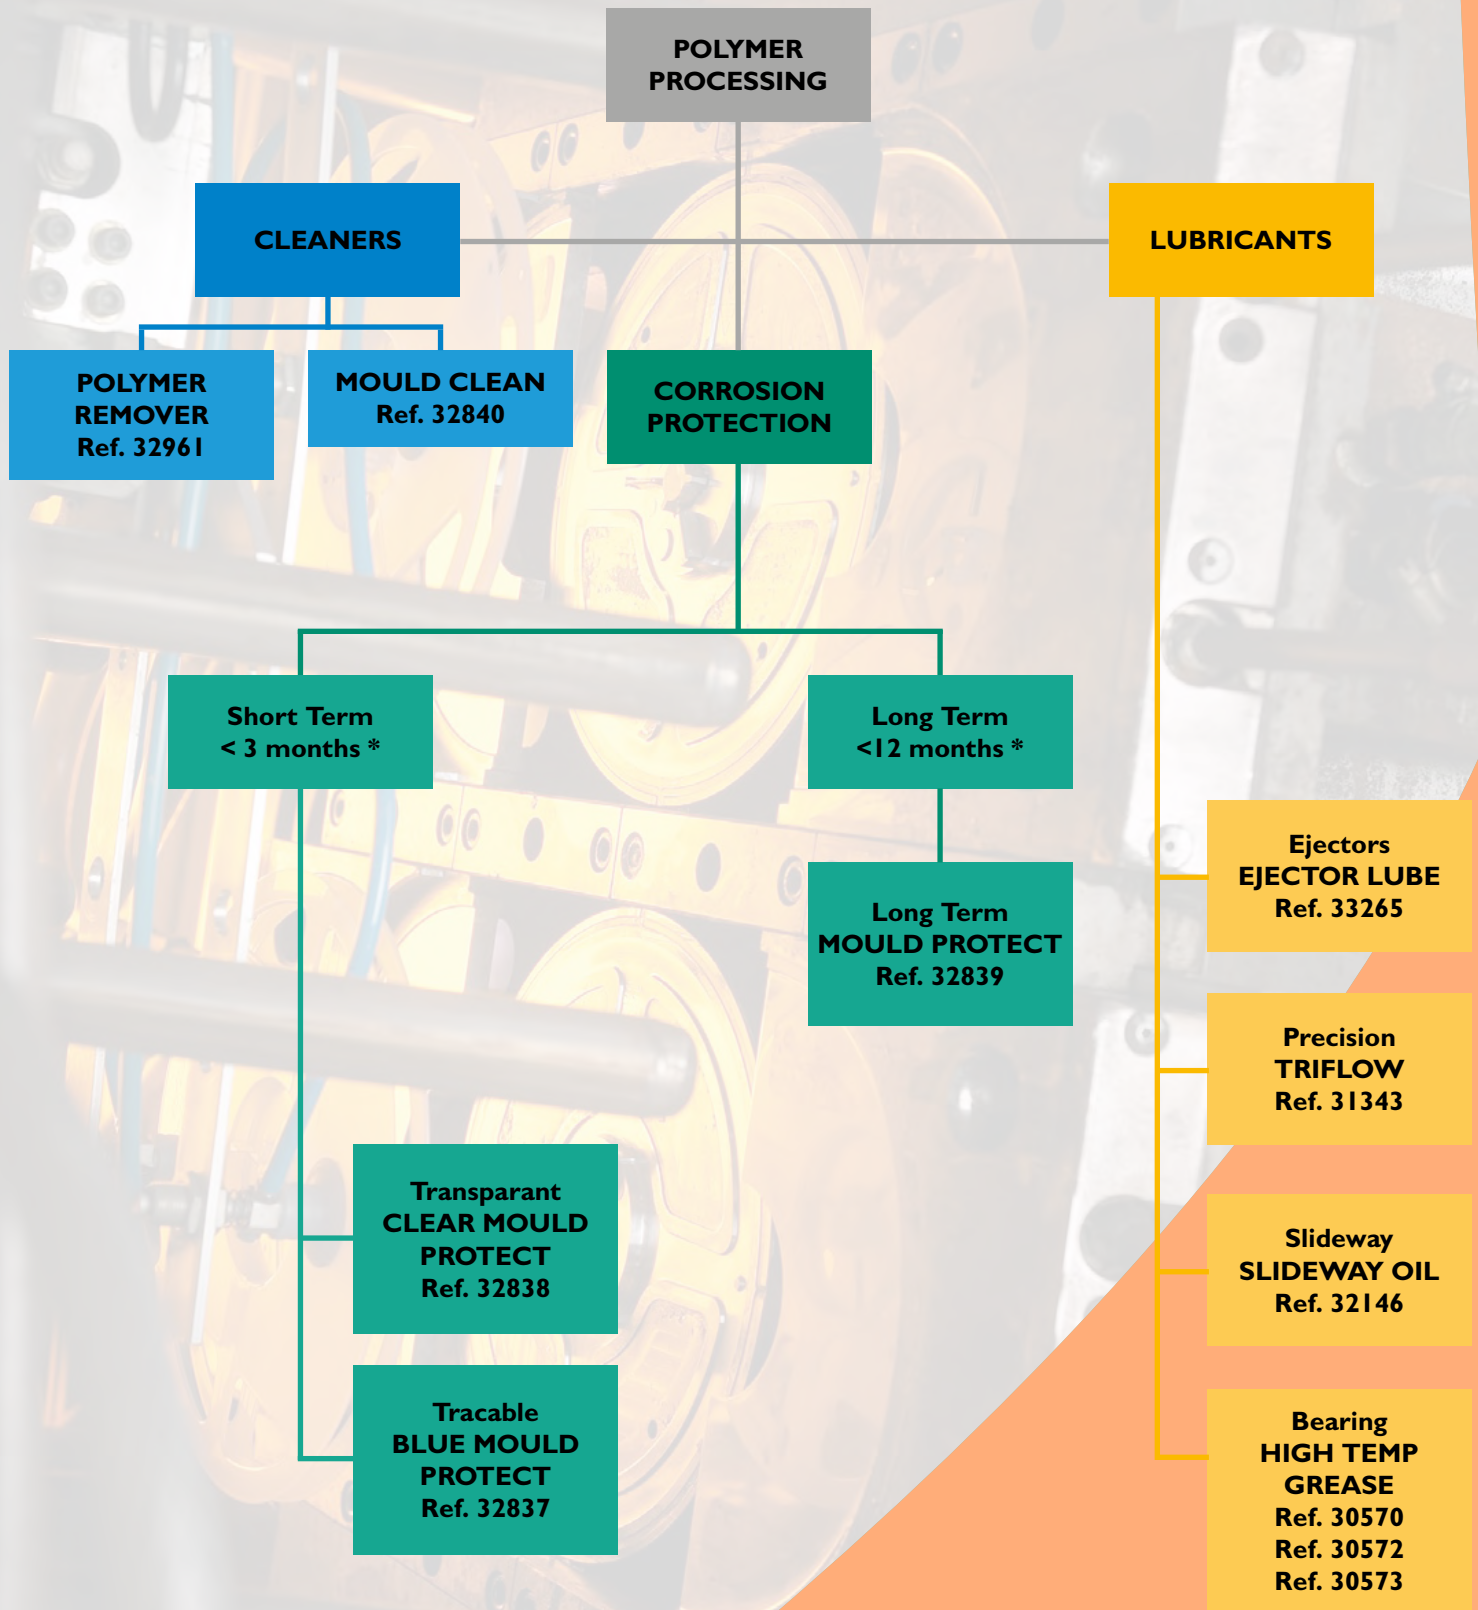 POLYMER
PROCESSING
CLEANERS
LUBRICANTS
POLYMER
REMOVER
Ref. 32961
MOULD CLEAN
Ref. 32840
CORROSION
PROTECTION
Short Term
< 3 months *
Long Term
<12 months *
Ejectors
EJECTOR LUBE
Ref. 33265
Long Term
MOULD PROTECT
Ref. 32839
Precision
TRIFLOW
Ref. 31343
Transparant
CLEAR MOULD
PROTECT
Ref. 32838
Slideway
SLIDEWAY OIL
Ref. 32146
Tracable
BLUE MOULD
PROTECT
Ref. 32837
Bearing
HIGH TEMP
GREASE
Ref. 30570
Ref. 30572
Ref. 30573